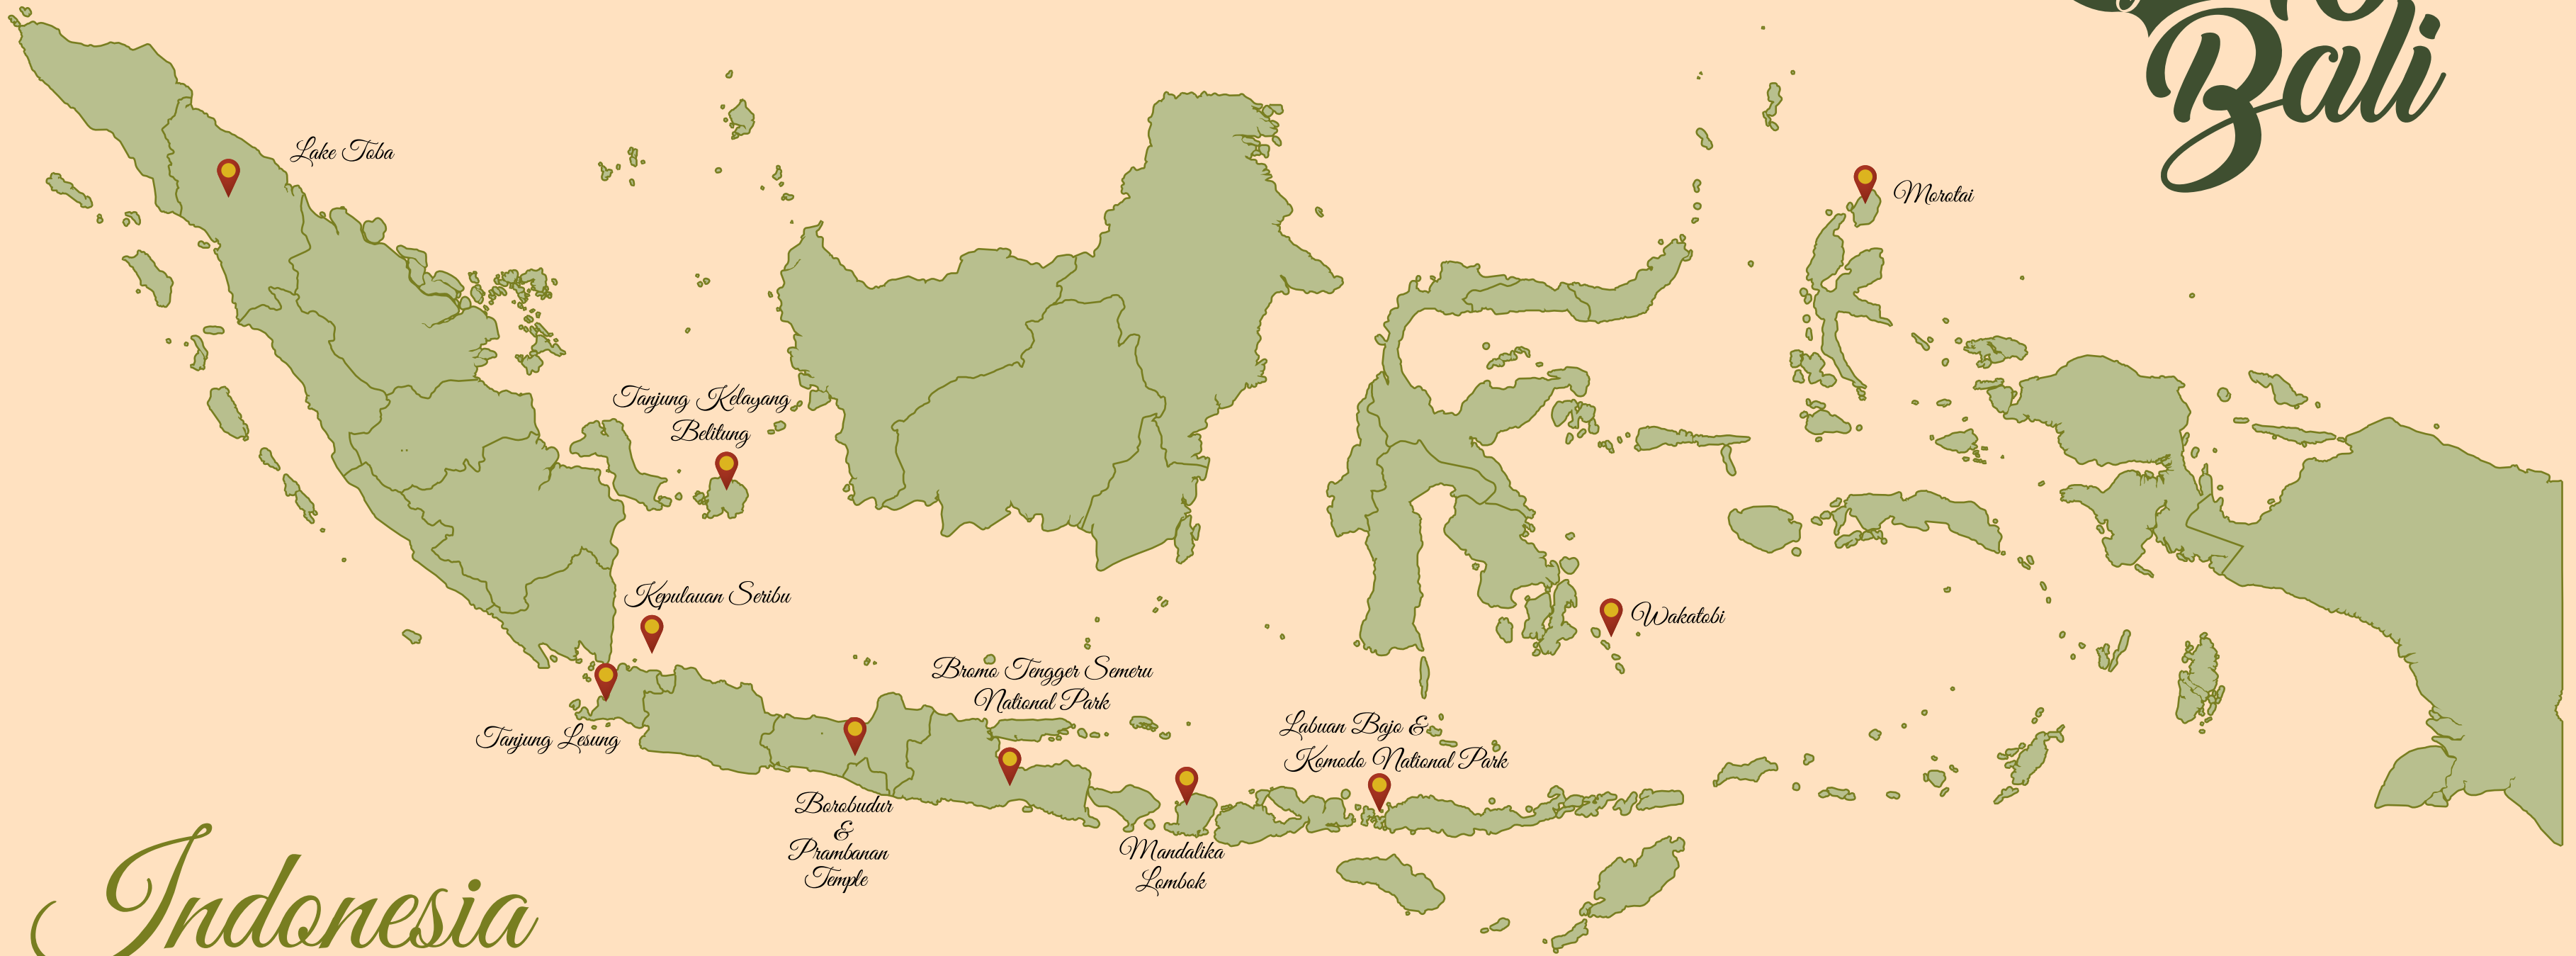 Bali
Lake Toba
Morotai
Tanjung Kelayang
Belitung
Kepulauan Seribu
Wakatobi
Bromo Tengger Semeru
National Park
Tanjung Lesung
Labuan Bajo &
Komodo National Park
Borobudur
&
Prambanan
Temple
Mandalika
Lombok
Indonesia